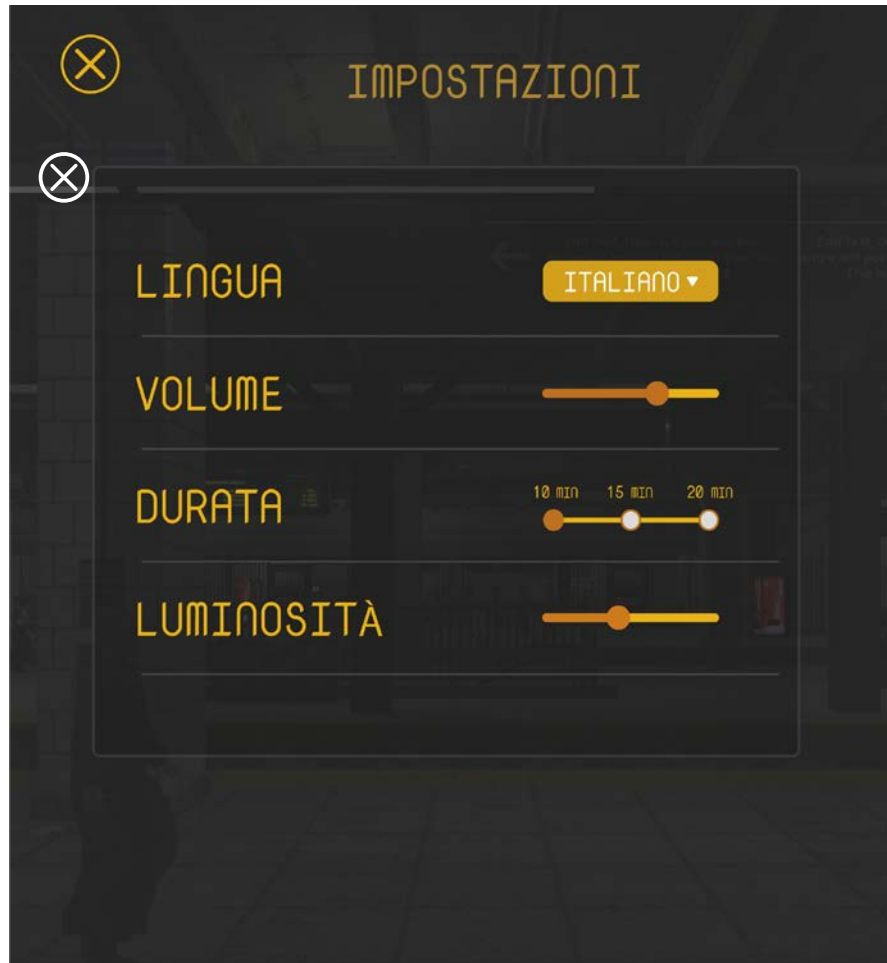 IMPOSTAZIONI
LINGUA
ITALIANO
VOLUME
DURATA
10 MIN 15 MIN 20 MIN
LUMINOSITÀ